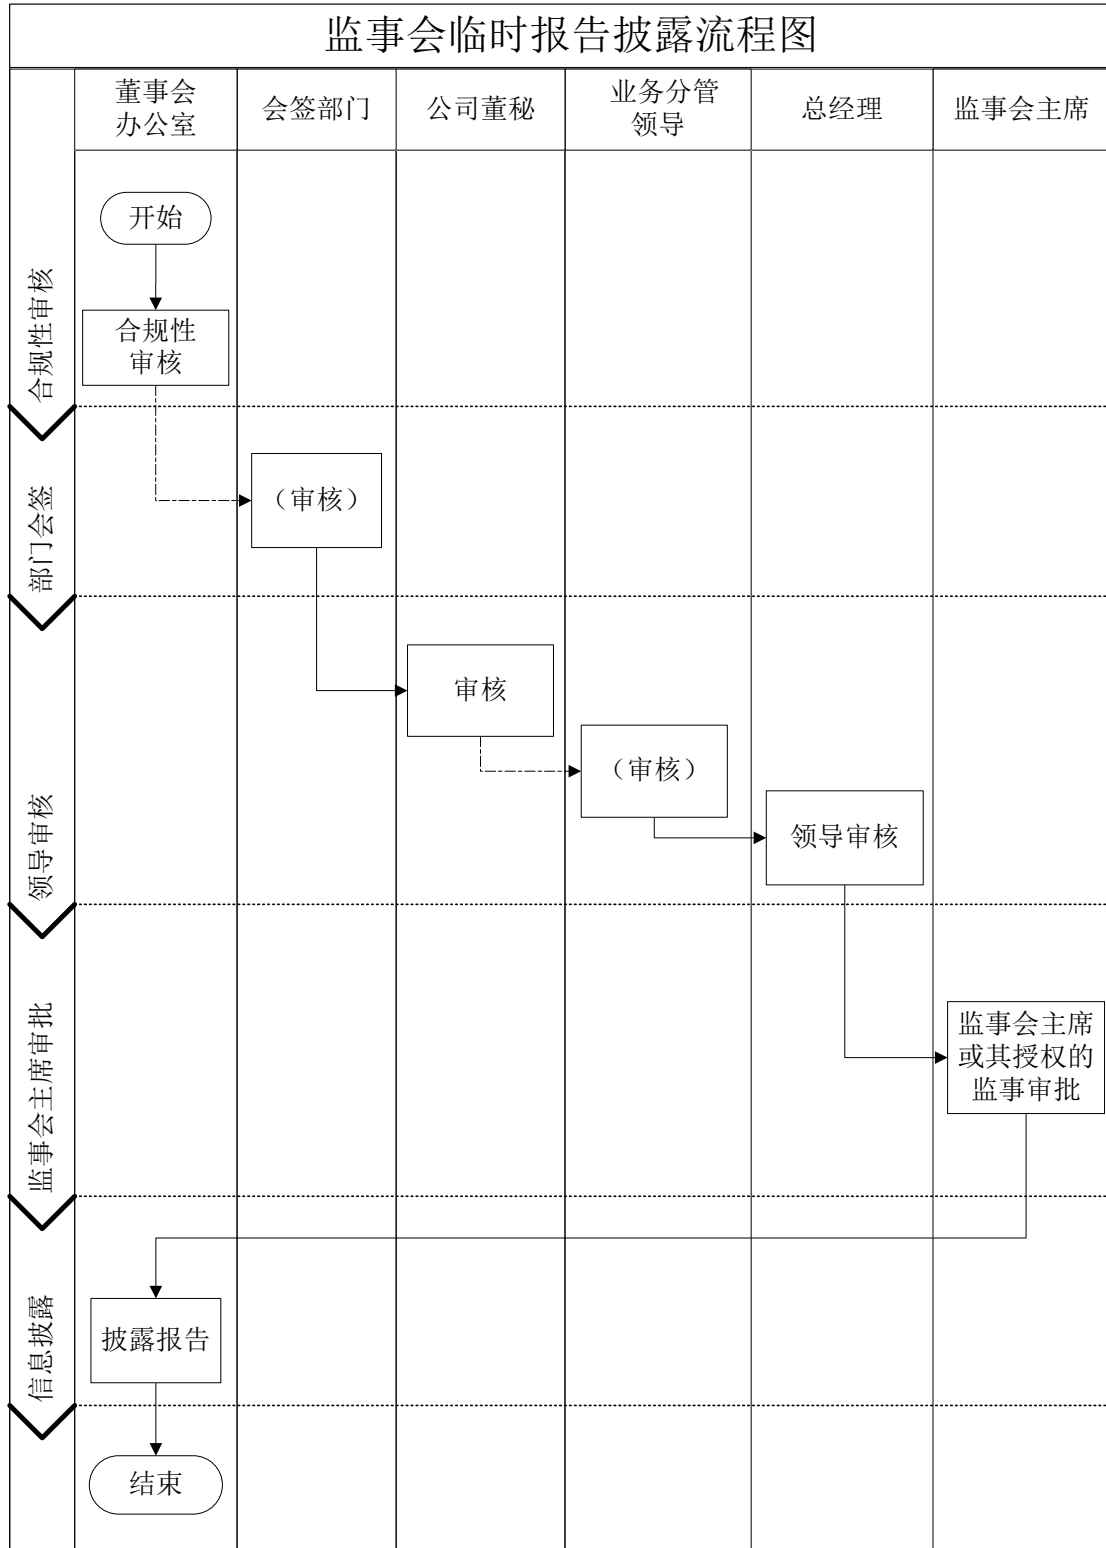 监事会临时报告披露流程图
董事会
办公室
会签部门
公司董秘
业务分管
领导
总经理
监事会主席
合规性审核
开始
合规性
审核
部门会签
（审核）
领导审核
审核
（审核）
领导审核
监事会主席审批
监事会主席
或其授权的
监事审批
信息披露
披露报告
结束